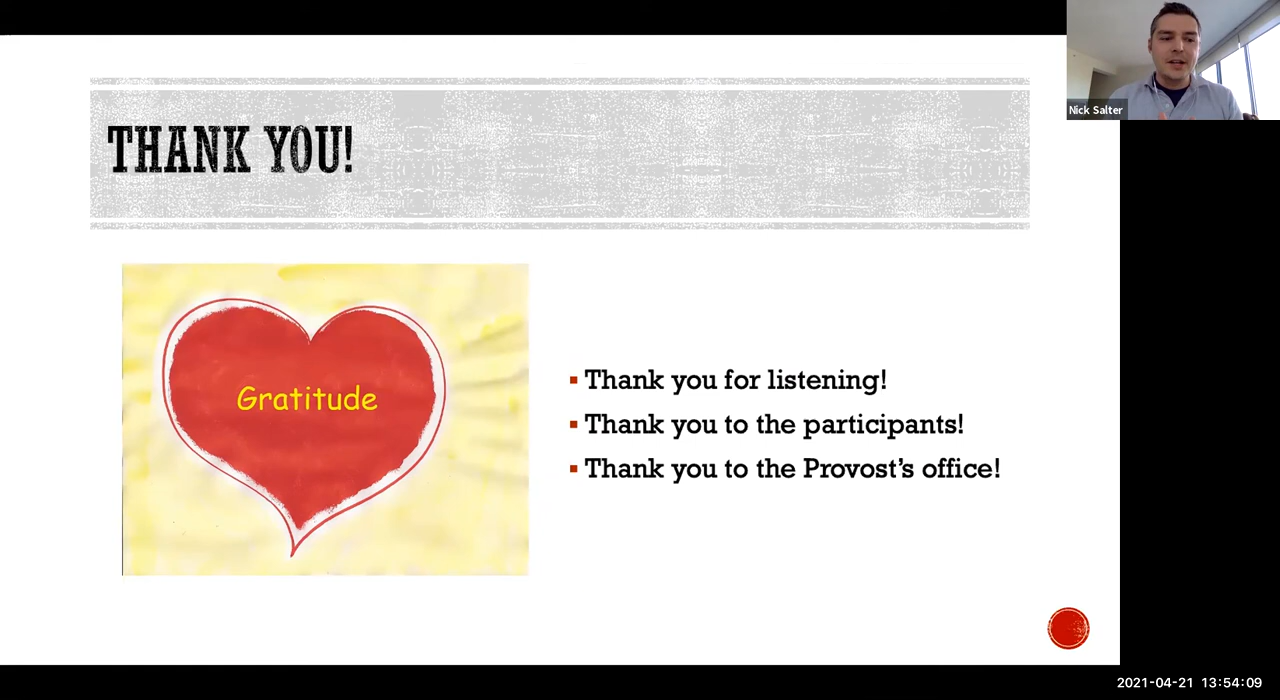 Nick Salter
THANK YOU!
Gratitude
Thank you for listening!
Thank you to the participants!
Thank you to the Provost's office!
2021-04-21 13:54:09